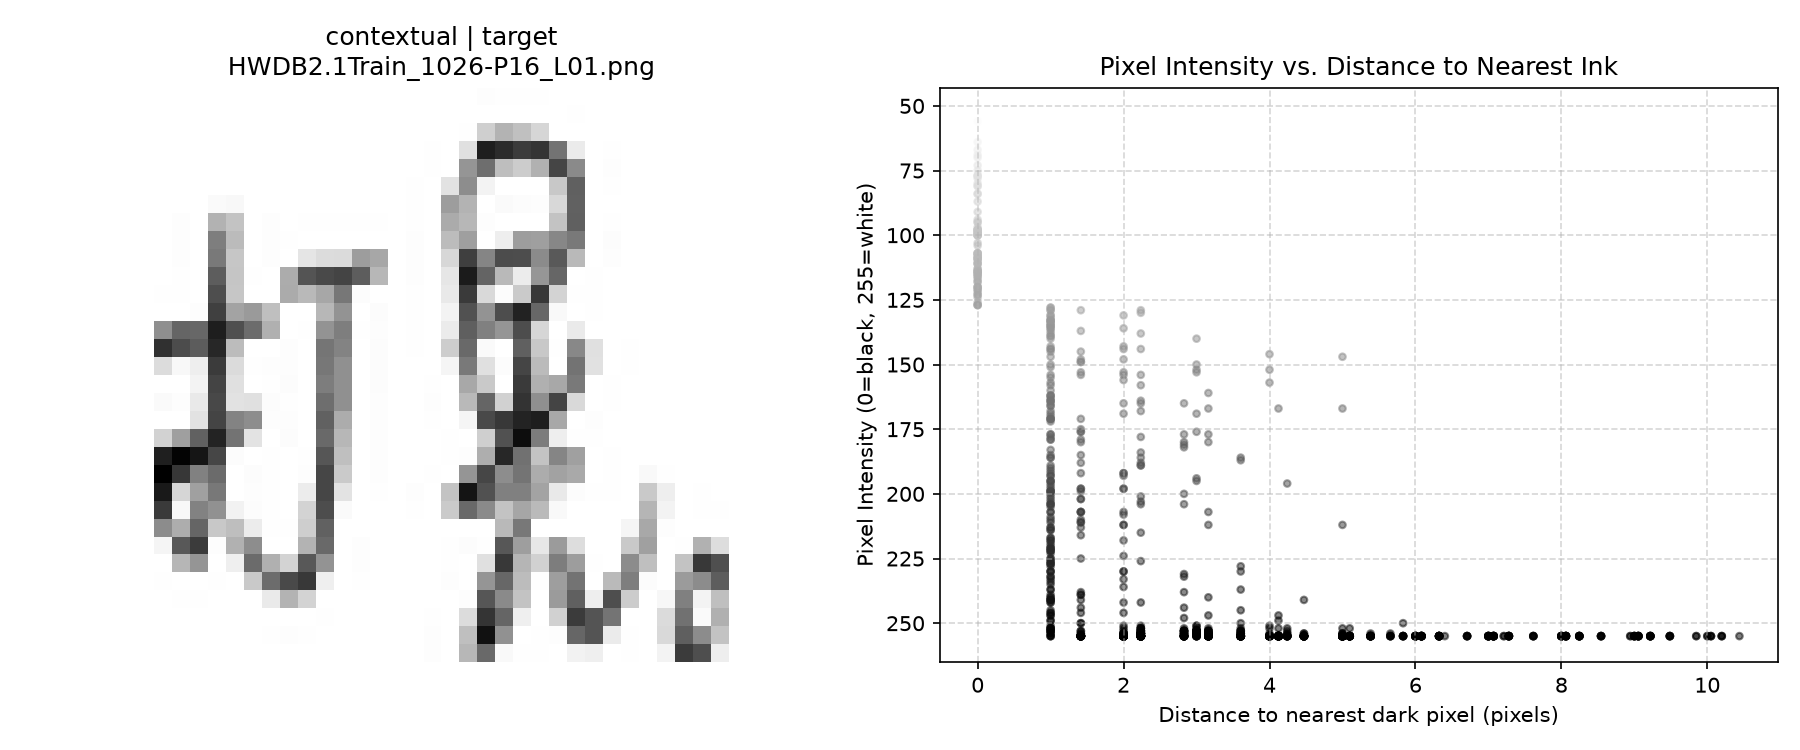 contextual | target
HWDB2.1Train_1026-P16_L01.png
Pixel Intensity vs. Distance to Nearest Ink
Pixel Intensity (0=black, 255=white)
50
75
100
125
150
175
200
225
250
0 2 4 6 8 10
Distance to nearest dark pixel (pixels)